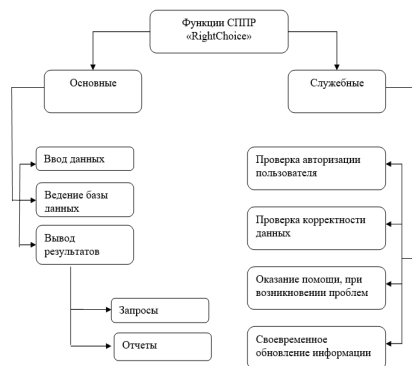 Функции СППР
«RightChoice»
Основные
Служебные
Ввод данных
Ведение базы
данных
Вывод
результатов
Запросы
Отчеты
Проверка авторизации
пользователя
Проверка корректности
данных
Оказание помощи, при
возникновении проблем
Своевременное
обновление информации